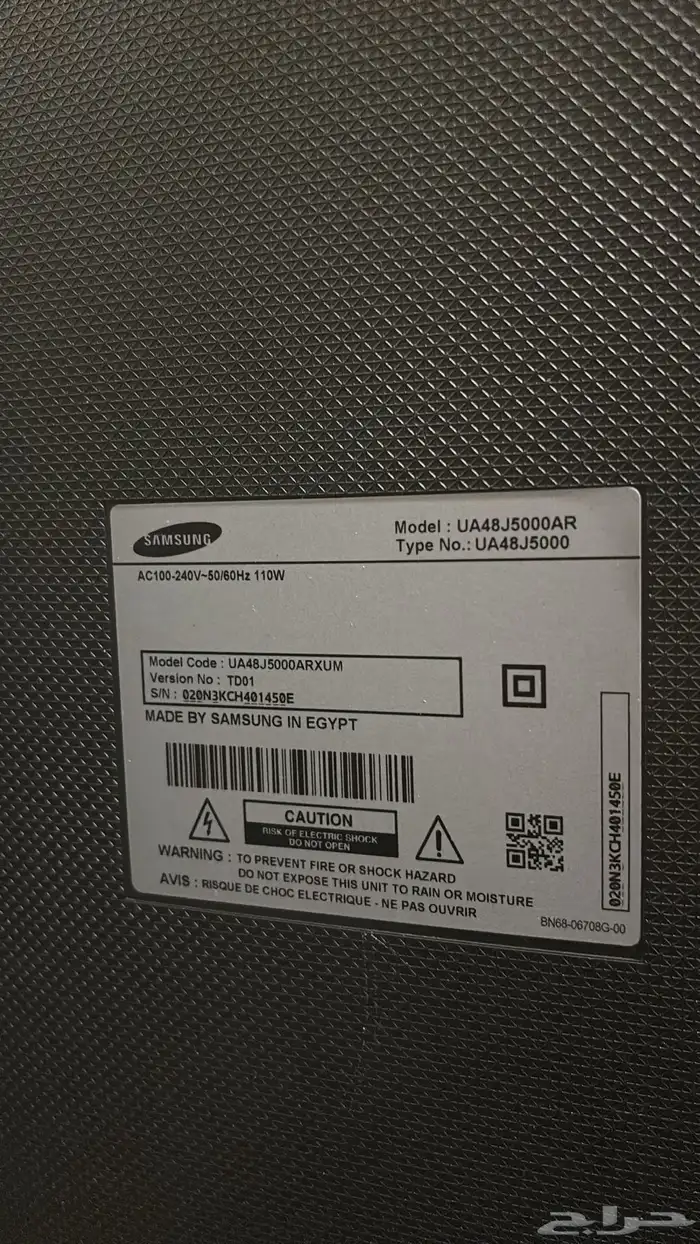 SAMSUNG
Model : UA48J5000AR
Type No.: UA48J5000
AC100-240V~50/60Hz 110W
Model Code : UA48J5000ARXUM
Version No : TD01
S/N : 020N3KCH401450E
MADE BY SAMSUNG IN EGYPT
CAUTION
RISK OF ELECTRIC SHOCK
DO NOT OPEN
WARNING : TO PREVENT FIRE OR SHOCK HAZARD
DO NOT EXPOSE THIS UNIT TO RAIN OR MOISTURE
AVIS : RISQUE DE CHOC ELECTRIQUE - NE PAS OUVRIR
020N3KCH401450E
BN68-06708G-00
حراج